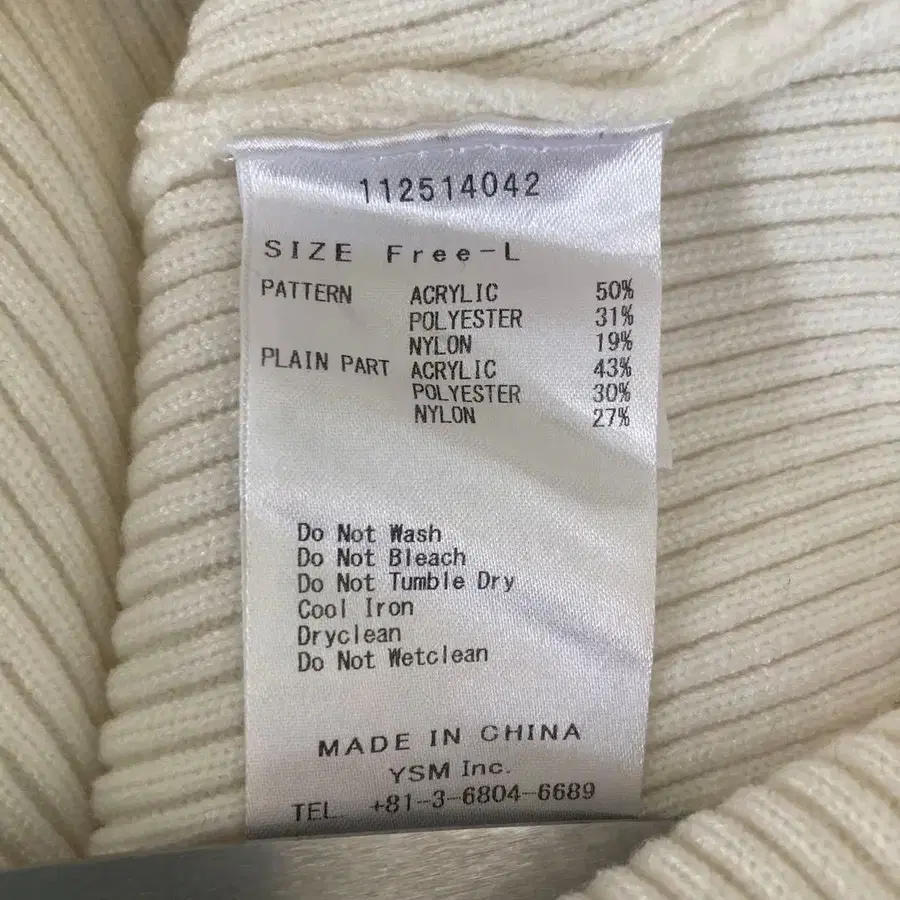 112514042
SIZE Free-L
PATTERN ACRYLIC 50%
POLYESTER 31%
NYLON 19%
PLAIN PART ACRYLIC 43%
POLYESTER 30%
NYLON 27%
Do Not Wash
Do Not Bleach
Do Not Tumble Dry
Cool Iron
Dryclean
Do Not Wetclean
MADE IN CHINA
YSM Inc.
TEL. +81-3-6804-6689